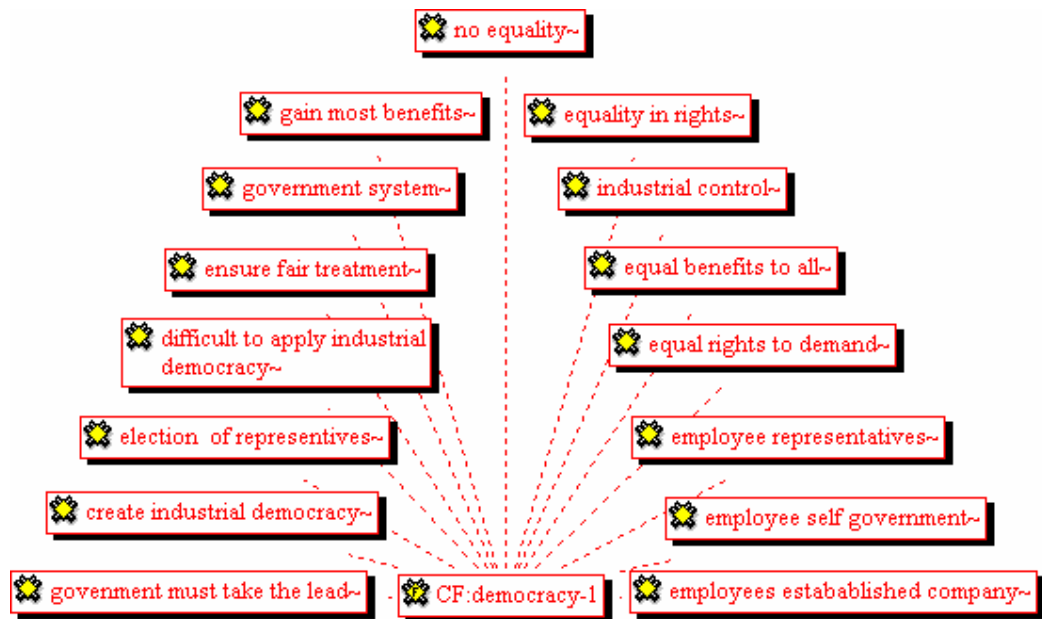 no equality~
gain most benefits~
equality in rights~
government system~
industrial control~
ensure fair treatment~
equal benefits to all~
difficult to apply industrial
democracy~
equal rights to demand~
election of representives~
employee representatives~
create industrial democracy~
employee self government~
govenment must take the lead~
CF:democracy-1
employees estabablished company~